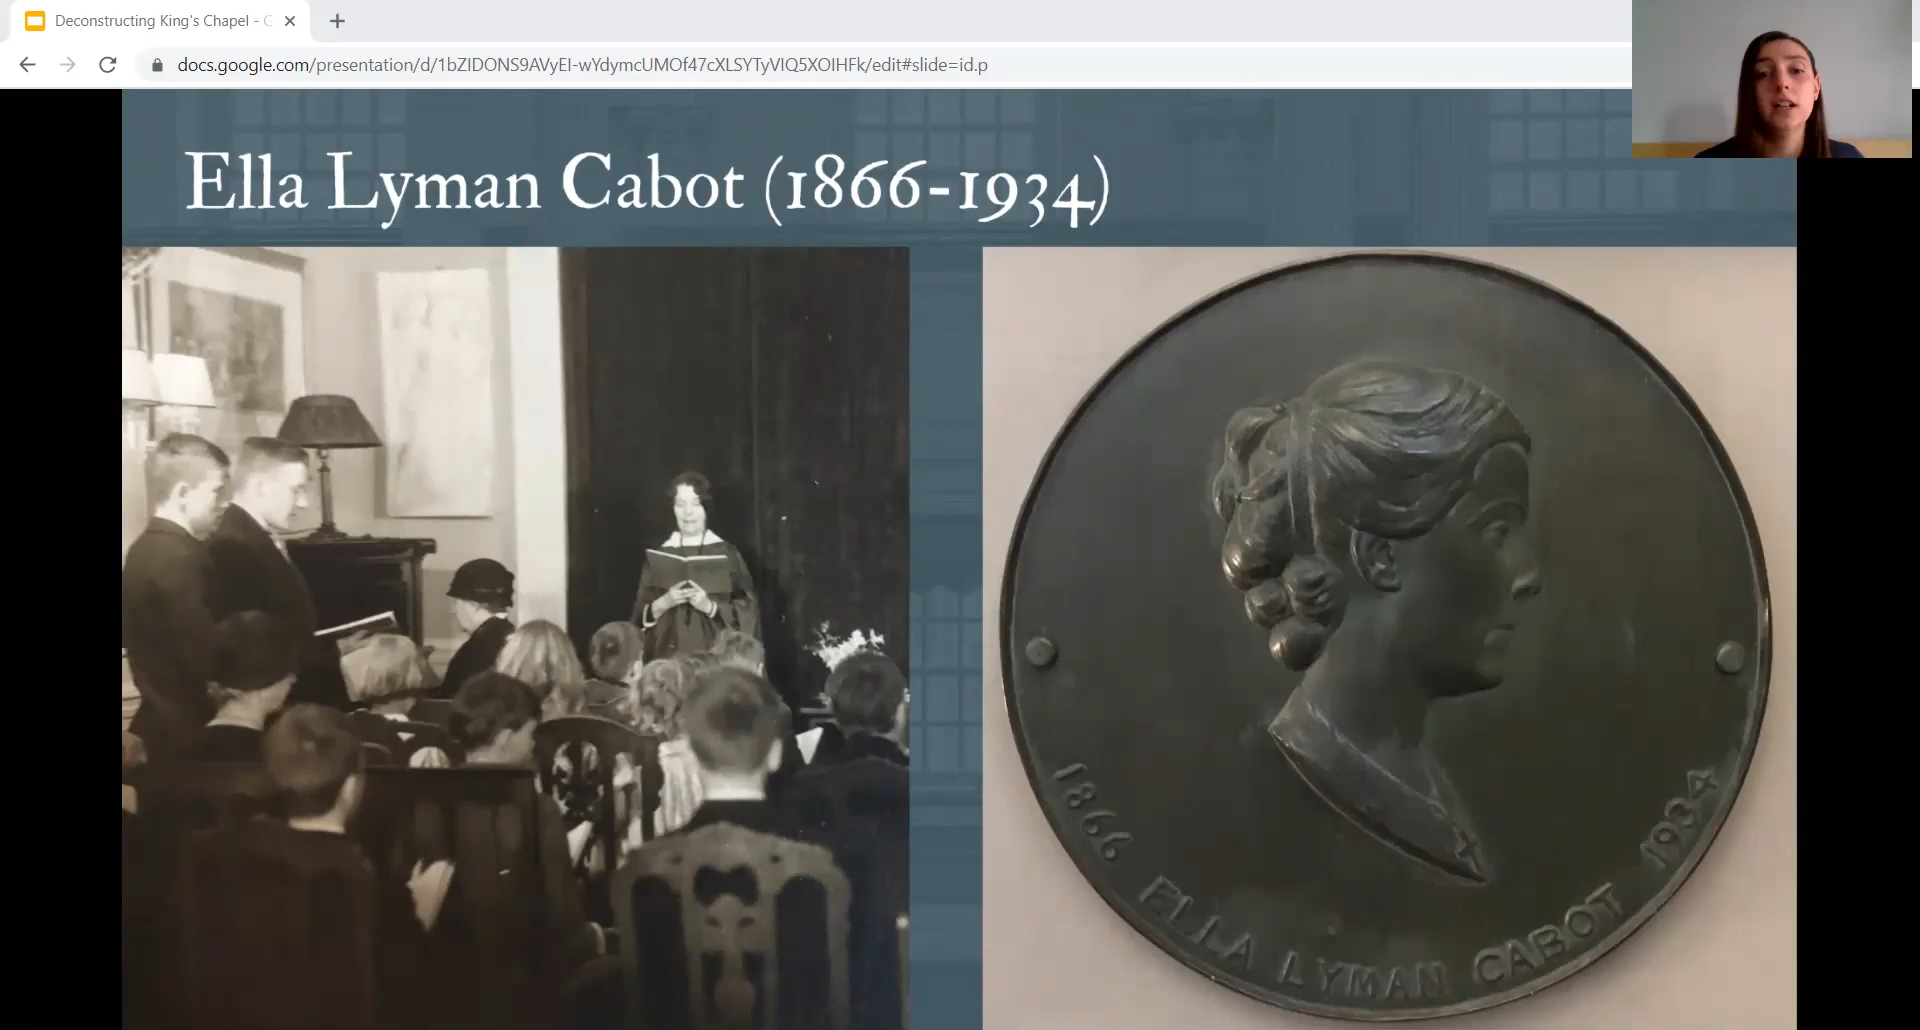 Deconstructing King's Chapel - G
docs.google.com/presentation/d/1bZIDONS9AVyEI-wYdymcUMOf47cXLSYTyVIQ5XOIHFk/edit#slide=id.p
Ella Lyman Cabot (1866-1934)
1866 ELLA LYMAN CABOT 1934